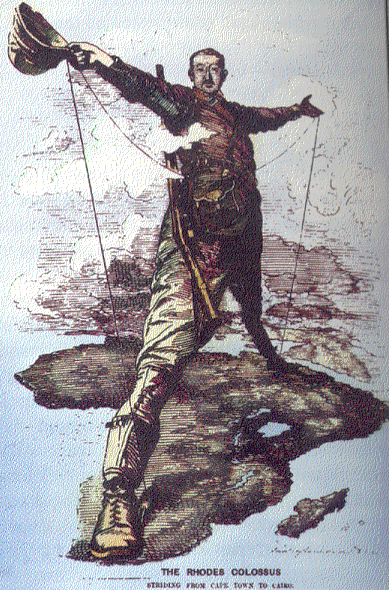 THE RHODES COLOSSUS
STRIDING FROM CAPE TOWN TO CAIRO